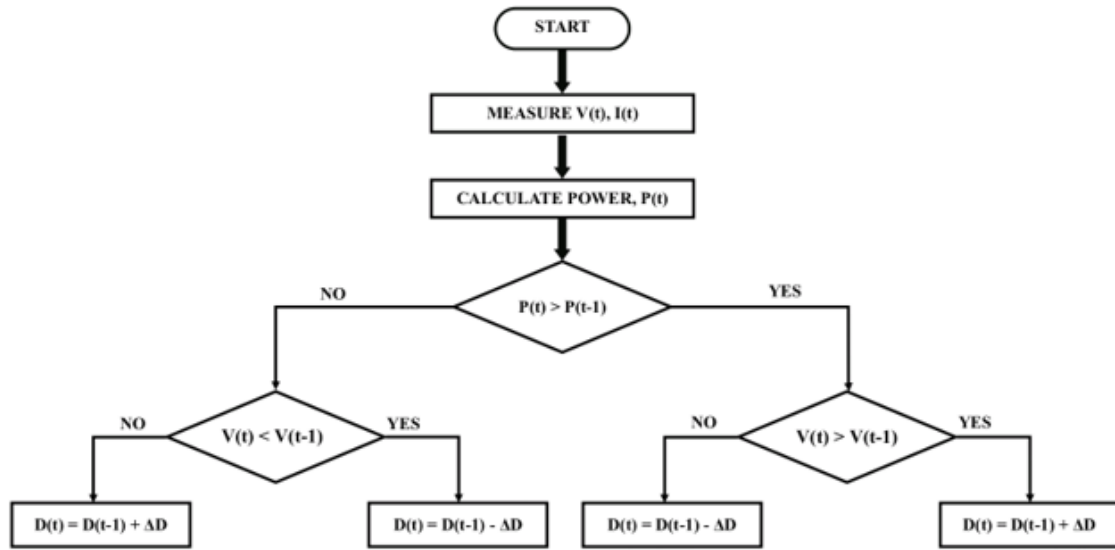 START
MEASURE V(t), I(t)
CALCULATE POWER, P(t)
NO
YES
P(t) > P(t-1)
NO
YES
NO
YES
V(t) < V(t-1)
V(t) > V(t-1)
D(t) = D(t-1) + ΔD
D(t) = D(t-1) - ΔD
D(t) = D(t-1) - ΔD
D(t) = D(t-1) + ΔD